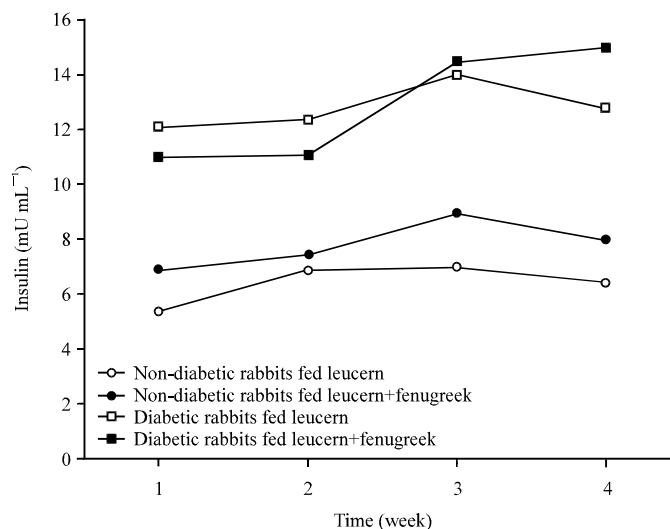 16
14
12
10
8
6
4
2
0
Insulin (mU mL⁻¹)
Non-diabetic rabbits fed leucern
Non-diabetic rabbits fed leucern+fenugreek
Diabetic rabbits fed leucern
Diabetic rabbits fed leucern+fenugreek
1 2 3 4
Time (week)